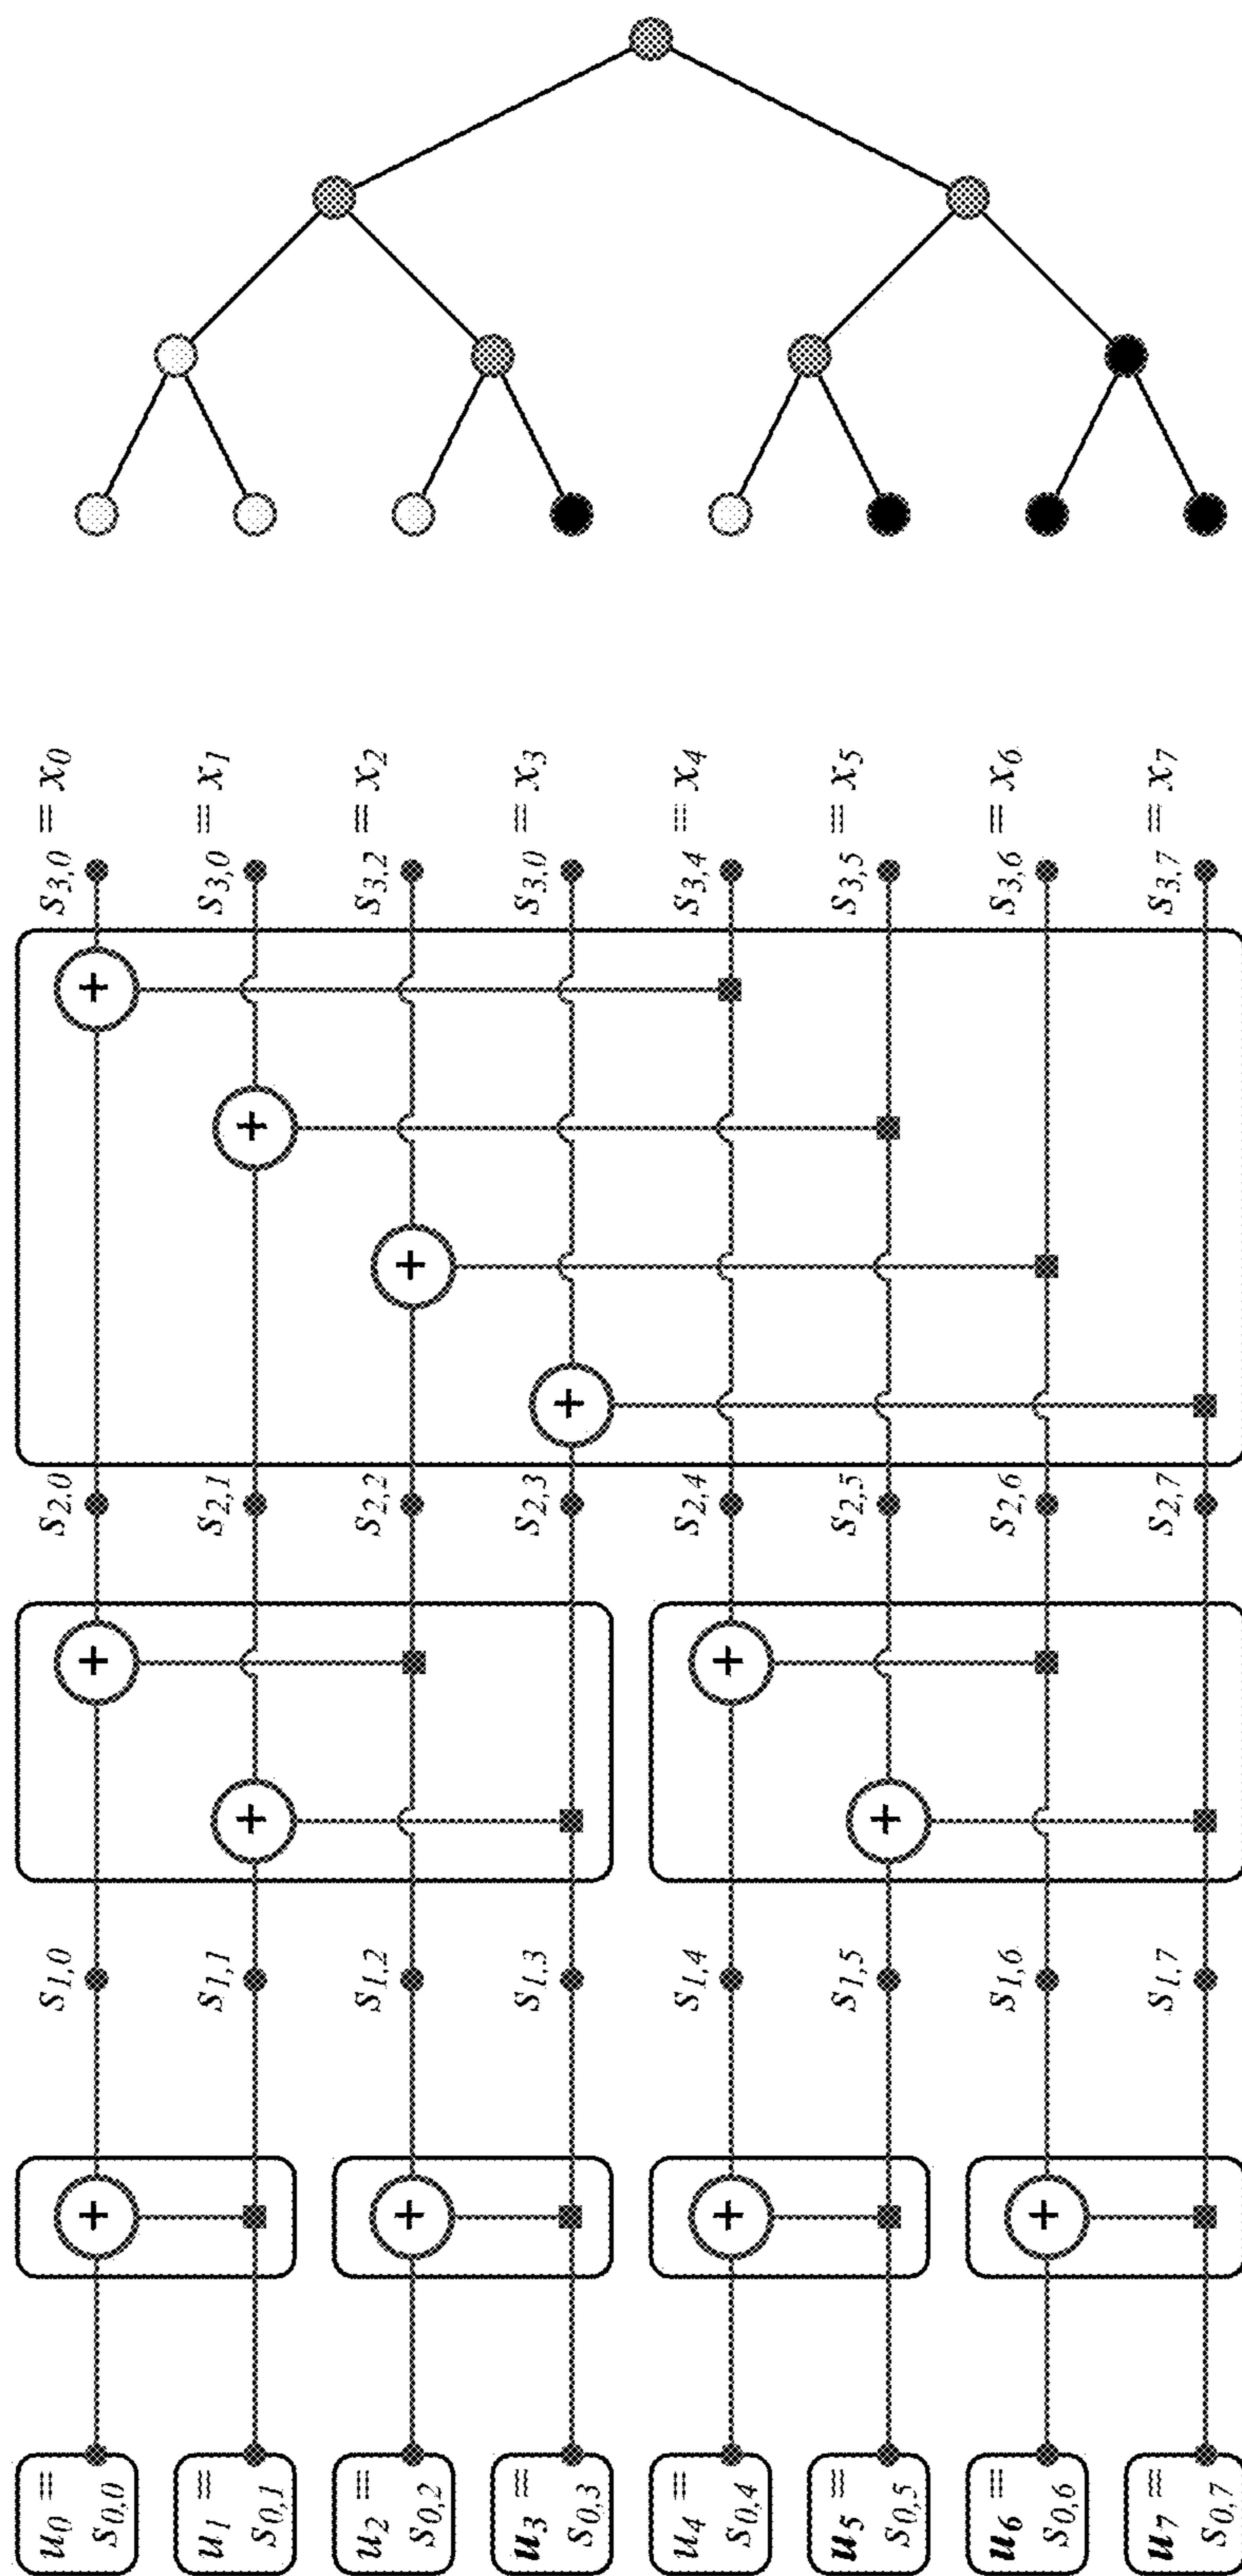 u₀ =
s₀,₀
s₁,₀
s₂,₀
s₃,₀ = x₀
u₁ =
s₀,₁
s₁,₁
s₂,₁
s₃,₀ = x₁
u₂ =
s₀,₂
s₁,₂
s₂,₂
s₃,₂ = x₂
u₃ =
s₀,₃
s₁,₃
s₂,₃
s₃,₀ = x₃
u₄ =
s₀,₄
s₁,₄
s₂,₄
s₃,₄ = x₄
u₅ =
s₀,₅
s₁,₅
s₂,₅
s₃,₅ = x₅
u₆ =
s₀,₆
s₁,₆
s₂,₆
s₃,₆ = x₆
u₇ =
s₀,₇
s₁,₇
s₂,₇
s₃,₇ = x₇